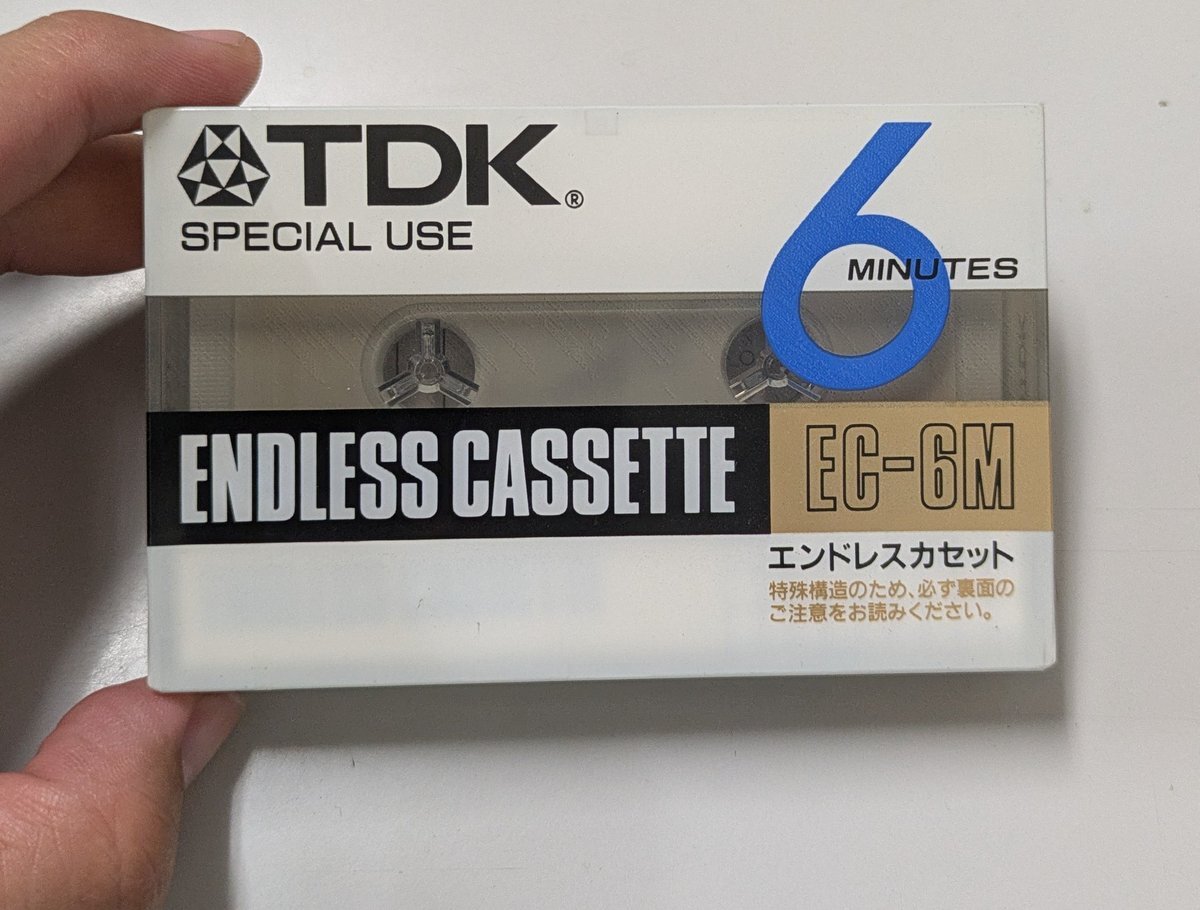 TDK®
SPECIAL USE
6
MINUTES
ENDLESS CASSETTE
EC-6M
エンドレスカセット
特殊構造のため、必ず裏面の
ご注意をお読みください。